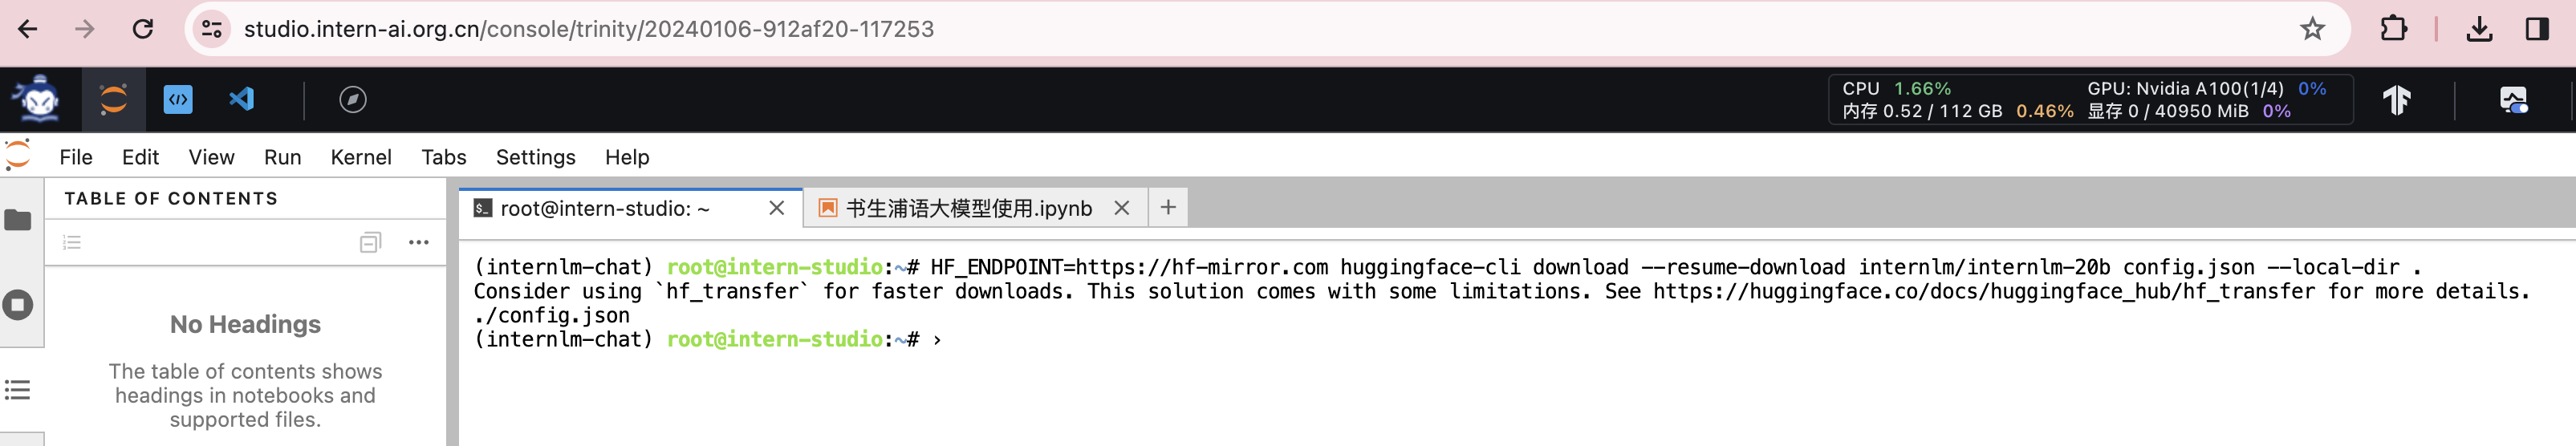 studio.intern-ai.org.cn/console/trinity/20240106-912af20-117253
CPU 1.66% GPU: Nvidia A100(1/4) 0%
内存 0.52 / 112 GB 0.46% 显存 0 / 40950 MiB 0%
File Edit View Run Kernel Tabs Settings Help
TABLE OF CONTENTS
No Headings
The table of contents shows
headings in notebooks and
supported files.
root@intern-studio: ~
书生浦语大模型使用.ipynb
(internlm-chat) root@intern-studio:~# HF_ENDPOINT=https://hf-mirror.com huggingface-cli download --resume-download internlm/internlm-20b config.json --local-dir .
Consider using `hf_transfer` for faster downloads. This solution comes with some limitations. See https://huggingface.co/docs/huggingface_hub/hf_transfer for more details.
./config.json
(internlm-chat) root@intern-studio:~# ›